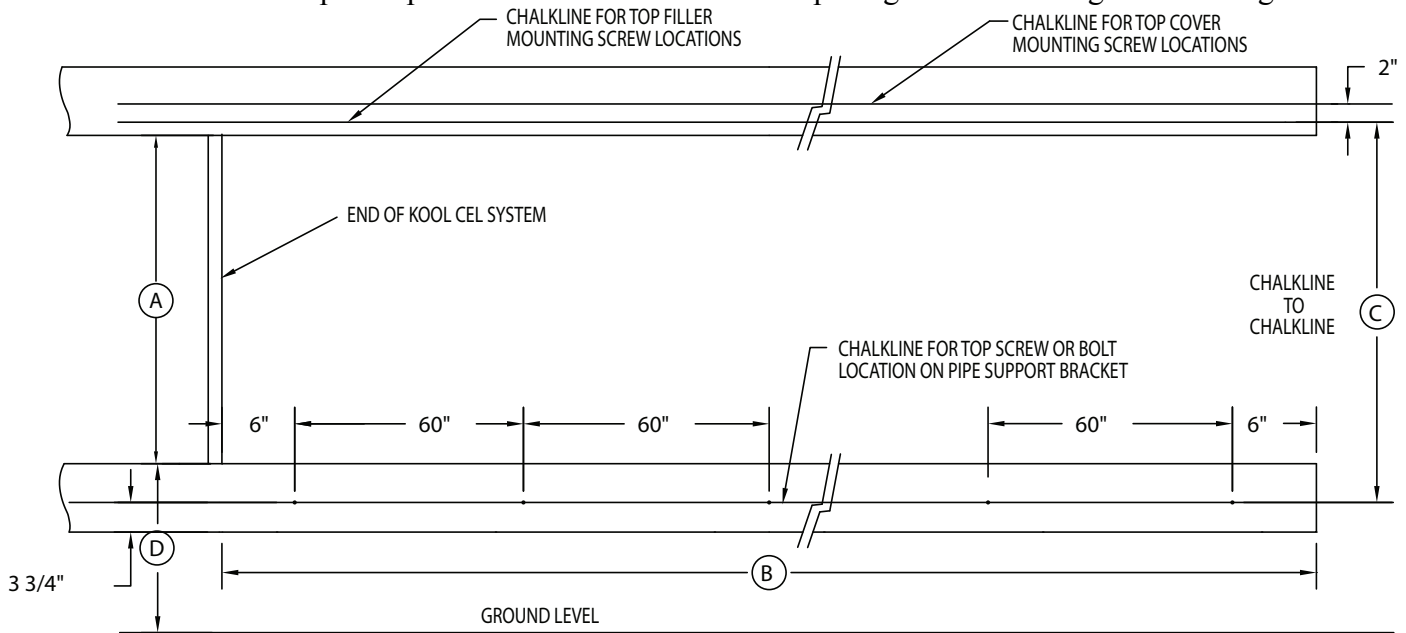 CHALKLINE FOR TOP FILLER
MOUNTING SCREW LOCATIONS
CHALKLINE FOR TOP COVER
MOUNTING SCREW LOCATIONS
2"
END OF KOOL CEL SYSTEM
A
CHALKLINE
TO
CHALKLINE
C
CHALKLINE FOR TOP SCREW OR BOLT
LOCATION ON PIPE SUPPORT BRACKET
6" 60" 60" 60" 6"
D
3 3/4"
B
GROUND LEVEL